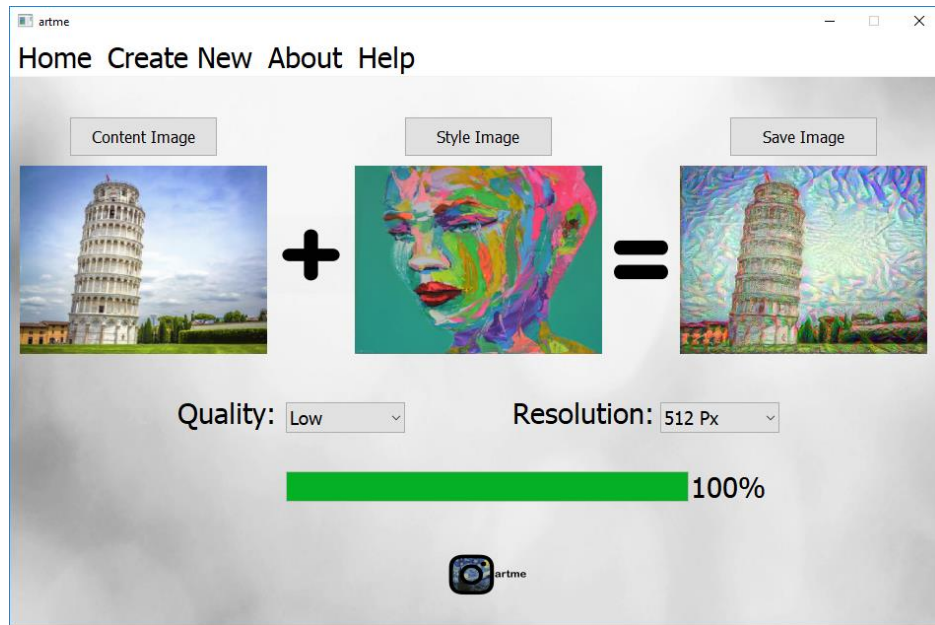 artme
Home Create New About Help
Content Image Style Image Save Image
Quality: Low Resolution: 512 Px
100%
artme